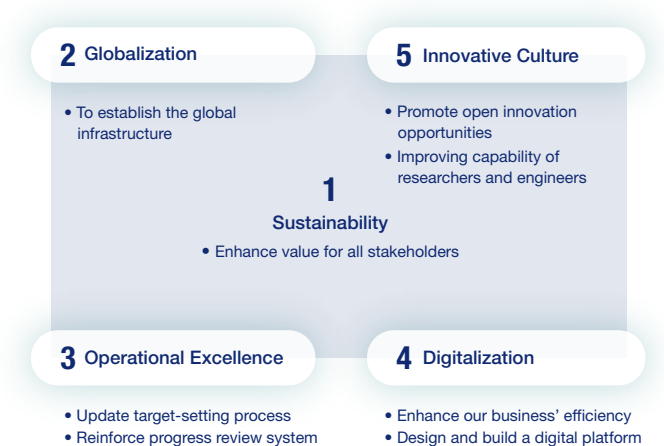 2 Globalization
• To establish the global
infrastructure
5 Innovative Culture
• Promote open innovation
opportunities
• Improving capability of
researchers and engineers
1
Sustainability
• Enhance value for all stakeholders
3 Operational Excellence
• Update target-setting process
• Reinforce progress review system
4 Digitalization
• Enhance our business’ efficiency
• Design and build a digital platform